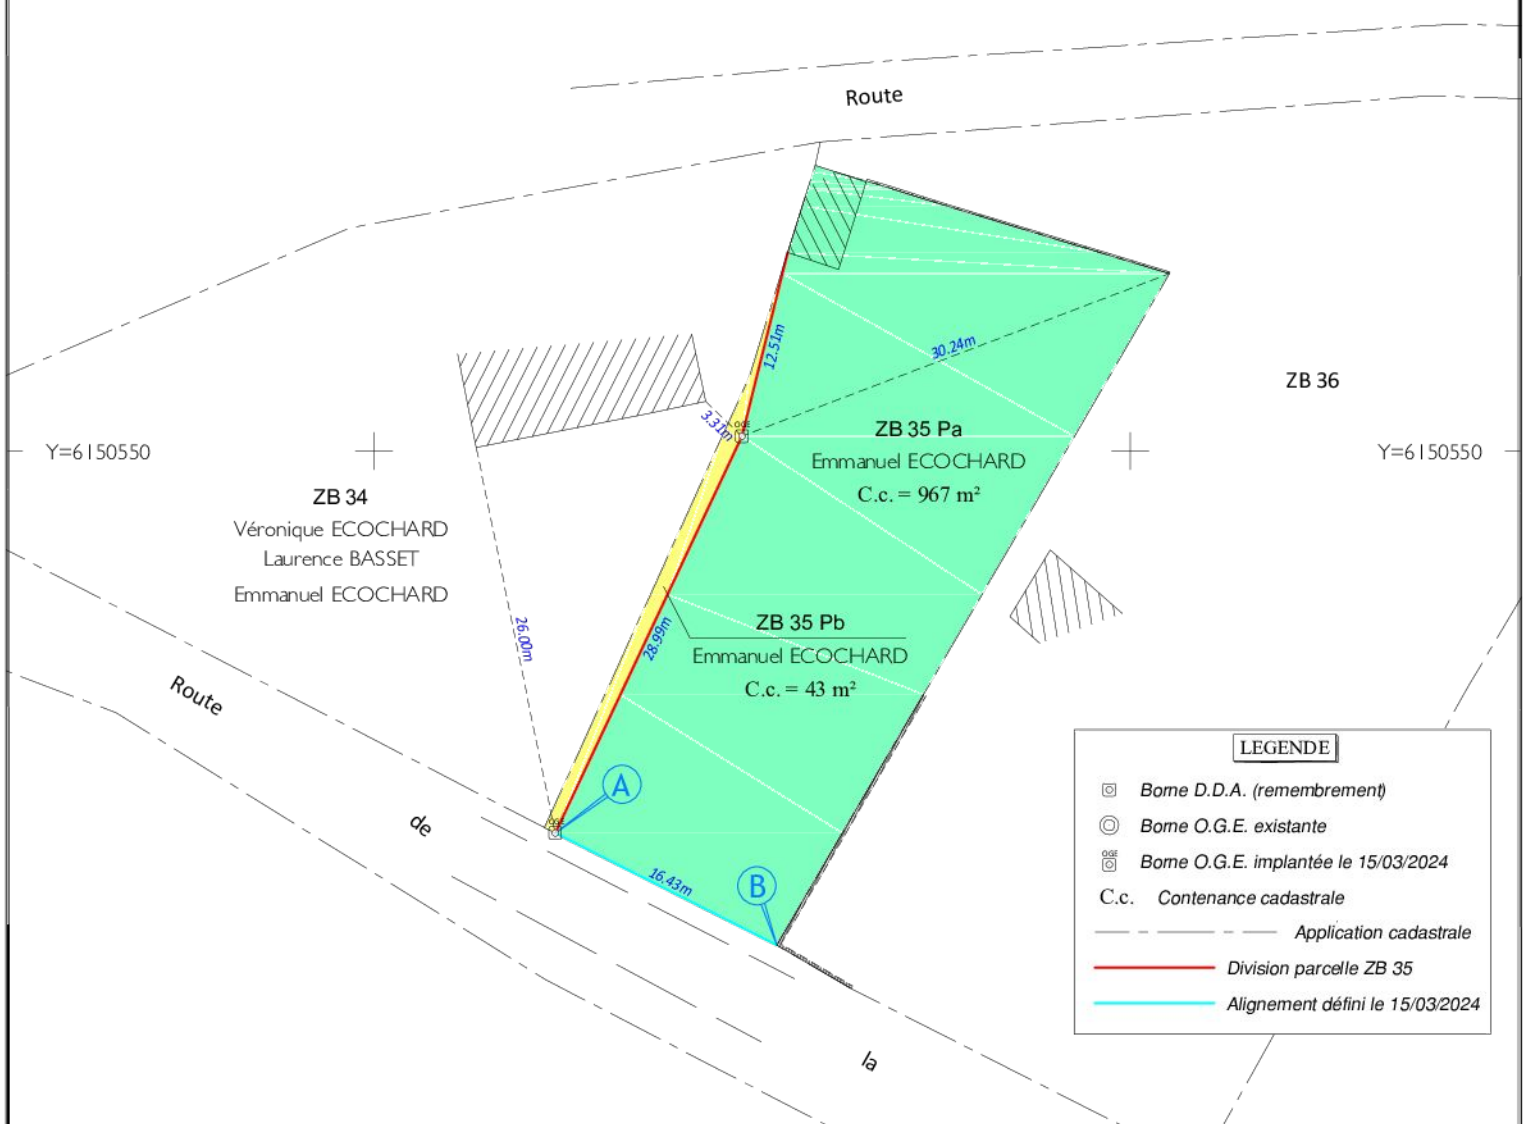 Route
12.51m
30.24m
ZB 36
3.31m
OGE
ZB 35 Pa
Emmanuel ECOCHARD
C.c. = 967 m²
Y=6150550
Y=6150550
ZB 34
Véronique ECOCHARD
Laurence BASSET
Emmanuel ECOCHARD
26.00m
28.99m
ZB 35 Pb
Emmanuel ECOCHARD
C.c. = 43 m²
Route
A
OGE
de
16.43m
B
la
LEGENDE
Borne D.D.A. (remembrement)
Borne O.G.E. existante
OGE
Borne O.G.E. implantée le 15/03/2024
C.c. Contenance cadastrale
Application cadastrale
Division parcelle ZB 35
Alignement défini le 15/03/2024